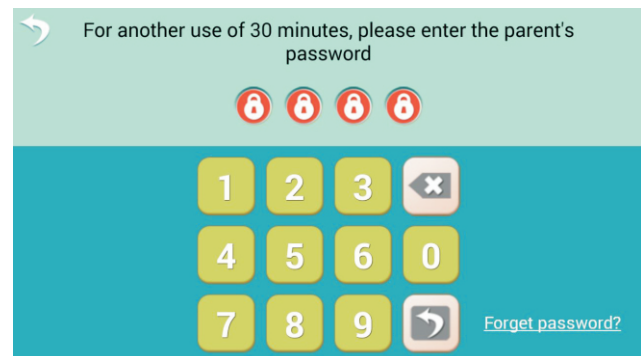 For another use of 30 minutes, please enter the parent's
password
1 2 3
4 5 6 0
7 8 9
Forget password?